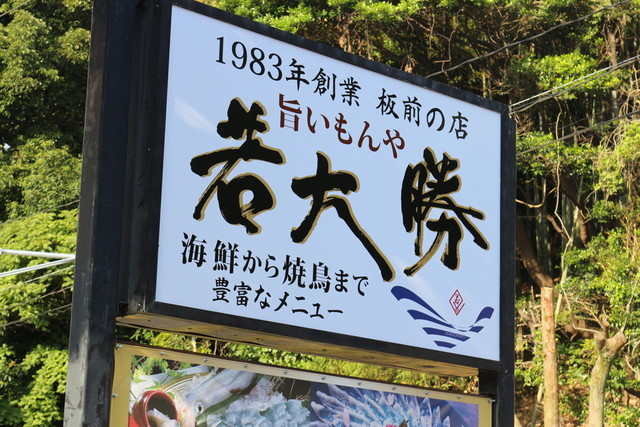 1983年創業 板前の店
旨いもんや
若大勝
海鮮から焼鳥まで
豊富なメニュー